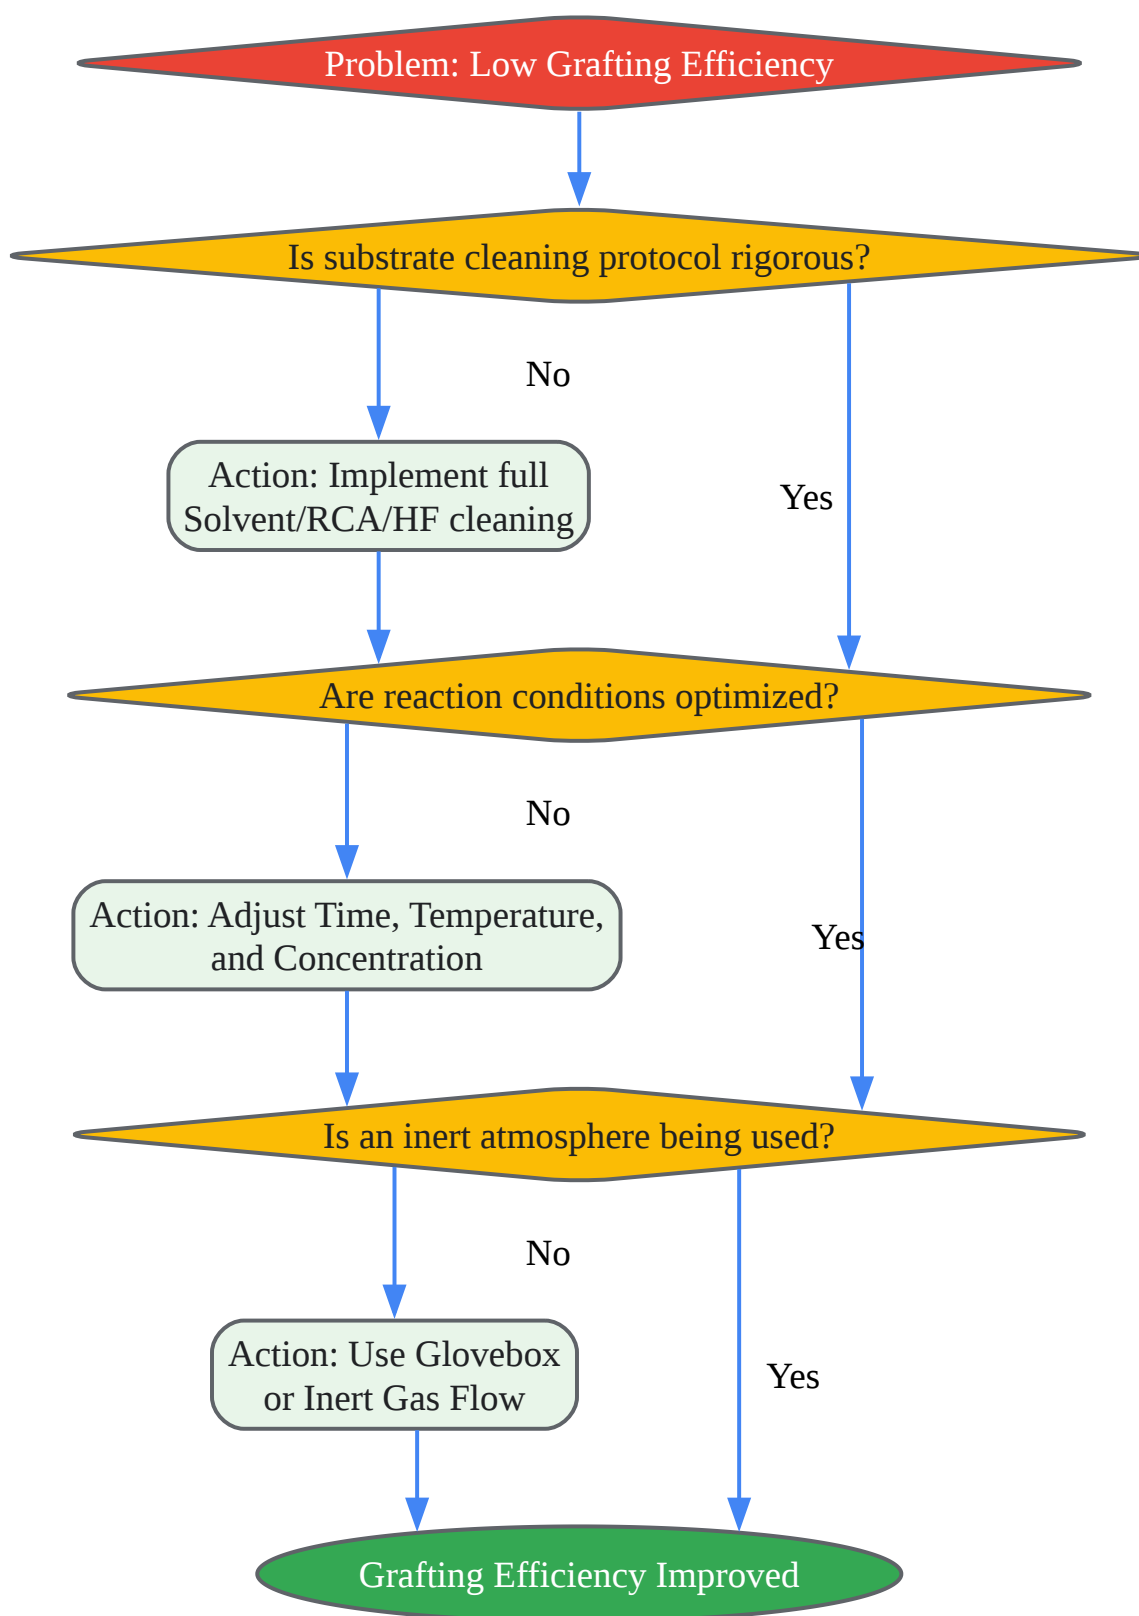 Problem: Low Grafting Efficiency
Is substrate cleaning protocol rigorous?
No
Action: Implement full
Solvent/RCA/HF cleaning
Yes
Are reaction conditions optimized?
No
Action: Adjust Time, Temperature,
and Concentration
Yes
Is an inert atmosphere being used?
No
Action: Use Glovebox
or Inert Gas Flow
Yes
Grafting Efficiency Improved